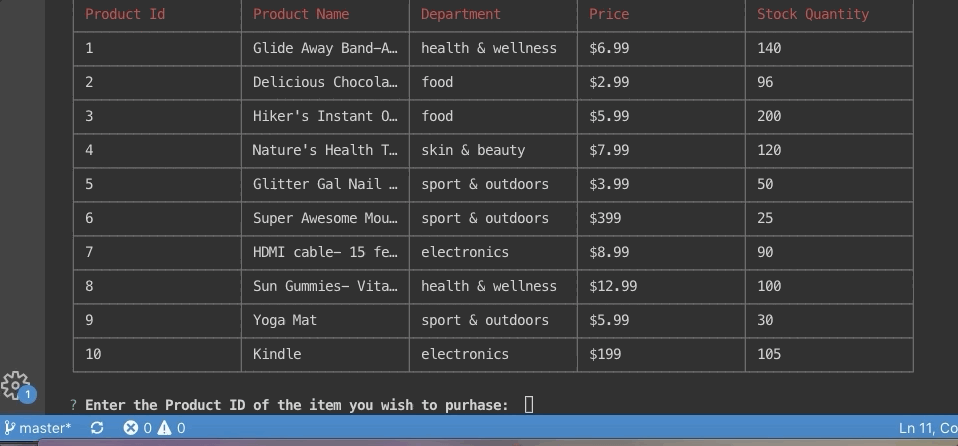 Product Id Product Name Department Price Stock Quantity
1 Glide Away Band-A… health & wellness $6.99 140
2 Delicious Chocola… food $2.99 96
3 Hiker's Instant O… food $5.99 200
4 Nature's Health T… skin & beauty $7.99 120
5 Glitter Gal Nail … sport & outdoors $3.99 50
6 Super Awesome Mou… sport & outdoors $399 25
7 HDMI cable- 15 fe… electronics $8.99 90
8 Sun Gummies- Vita… health & wellness $12.99 100
9 Yoga Mat sport & outdoors $5.99 30
10 Kindle electronics $199 105
? Enter the Product ID of the item you wish to purhase:
1
master* 0 0 Ln 11, Co